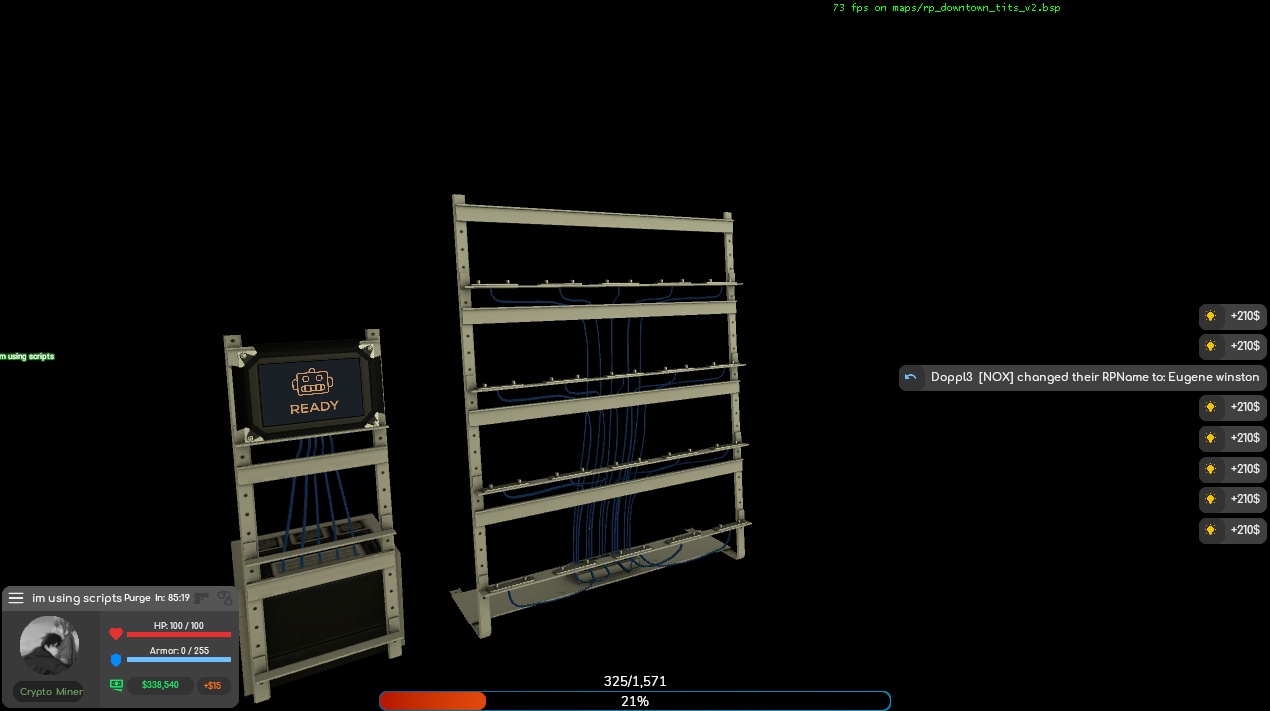 73 fps on maps/rp_downtown_tits_v2.bsp
+210$
+210$
Doppl3 [NOX] changed their RPName to: Eugene winston
+210$
+210$
+210$
+210$
+210$
m using scripts
READY
im using scripts Purge In: 85:19
HP: 100 / 100
Armor: 0 / 255
$338,540 +$15
Crypto Miner
325/1,571
21%